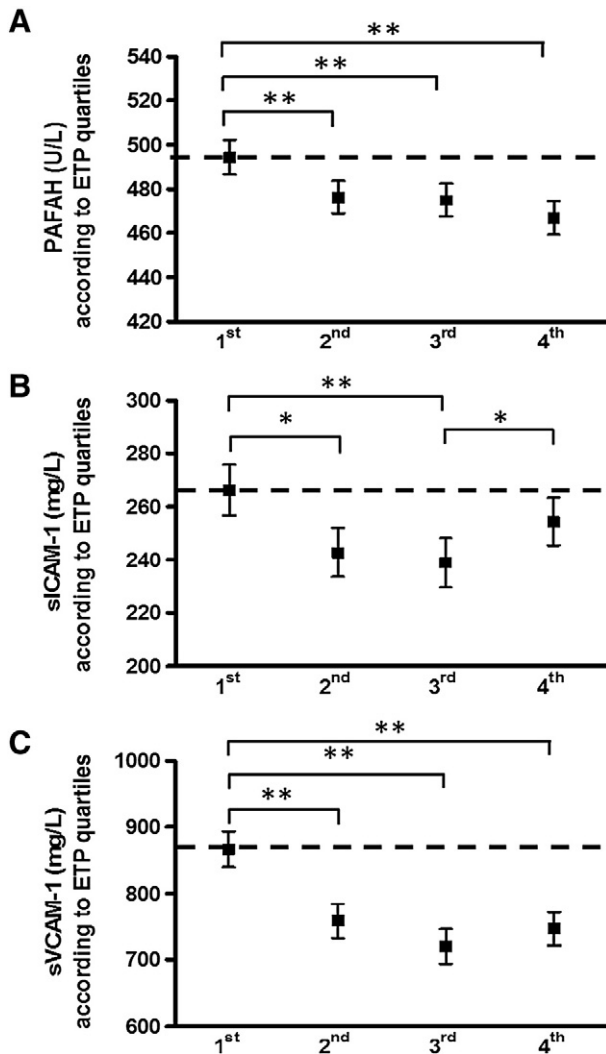 A
PAFAH (U/L)
according to ETP quartiles
540
520
500
480
460
440
420
**
**
**
1st 2nd 3rd 4th
B
sICAM-1 (mg/L)
according to ETP quartiles
300
280
260
240
220
200
**
*
*
1st 2nd 3rd 4th
C
sVCAM-1 (mg/L)
according to ETP quartiles
1000
900
800
700
600
**
**
**
1st 2nd 3rd 4th